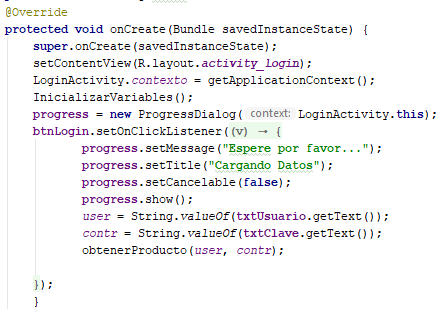 @Override
protected void onCreate(Bundle savedInstanceState) {
super.onCreate(savedInstanceState);
setContentView(R.layout.activity_login);
LoginActivity.contexto = getApplicationContext();
InicializarVariables();
progress = new ProgressDialog( context: LoginActivity.this);
btnLogin.setOnClickListener((v) → {
progress.setMessage("Espere por favor...");
progress.setTitle("Cargando Datos");
progress.setCancelable(false);
progress.show();
user = String.valueOf(txtUsuario.getText());
contr = String.valueOf(txtClave.getText());
obtenerProducto(user, contr);
});
}